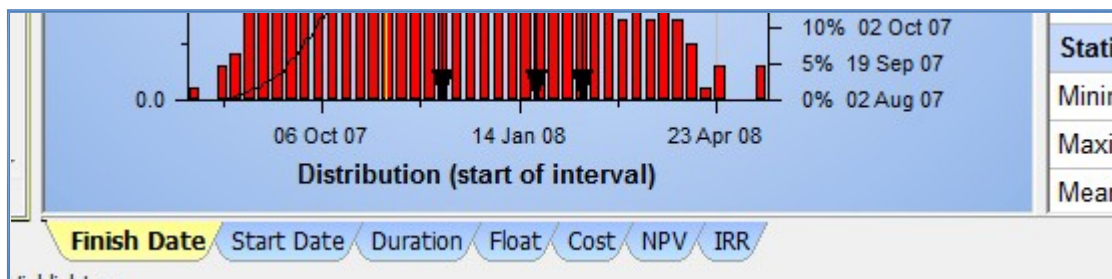 10% 02 Oct 07
5% 19 Sep 07
0% 02 Aug 07
0.0
06 Oct 07 14 Jan 08 23 Apr 08
Distribution (start of interval)
Finish Date Start Date Duration Float Cost NPV IRR